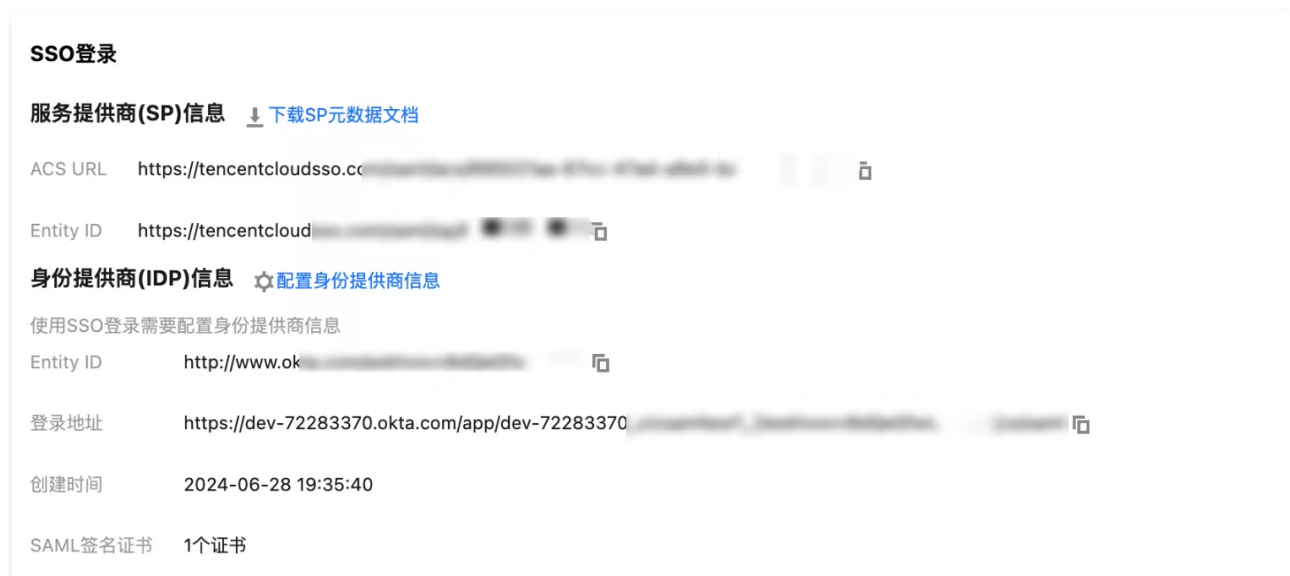 SSO登录
服务提供商(SP)信息 下载SP元数据文档
ACS URL https://tencentcloudsso.cc
Entity ID https://tencentcloud
身份提供商(IDP)信息 配置身份提供商信息
使用SSO登录需要配置身份提供商信息
Entity ID http://www.ok
登录地址 https://dev-72283370.okta.com/app/dev-72283370
创建时间 2024-06-28 19:35:40
SAML签名证书 1个证书